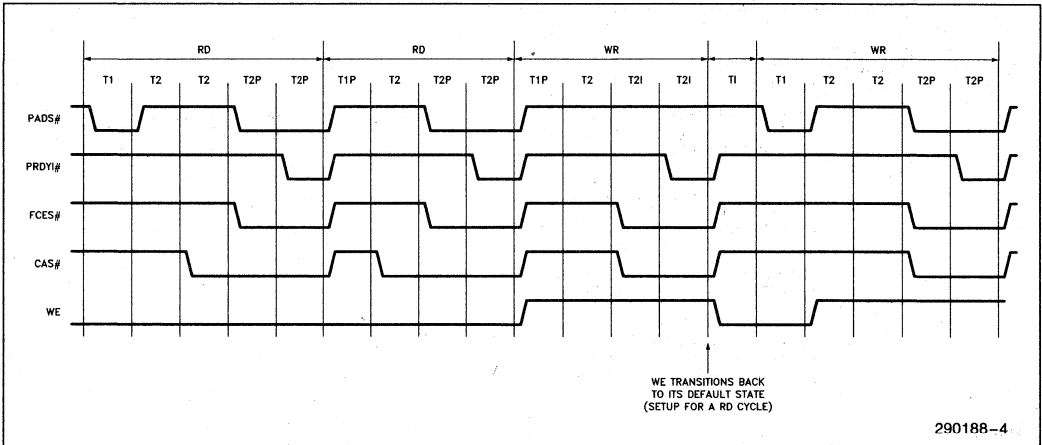 RD RD WR WR
T1 T2 T2 T2P T2P T1P T2 T2P T2P T1P T2 T2I T2I TI T1 T2 T2 T2P T2P
PADS#
PRDYI#
FCES#
CAS#
WE
WE TRANSITIONS BACK
TO ITS DEFAULT STATE
(SETUP FOR A RD CYCLE)
290188-4